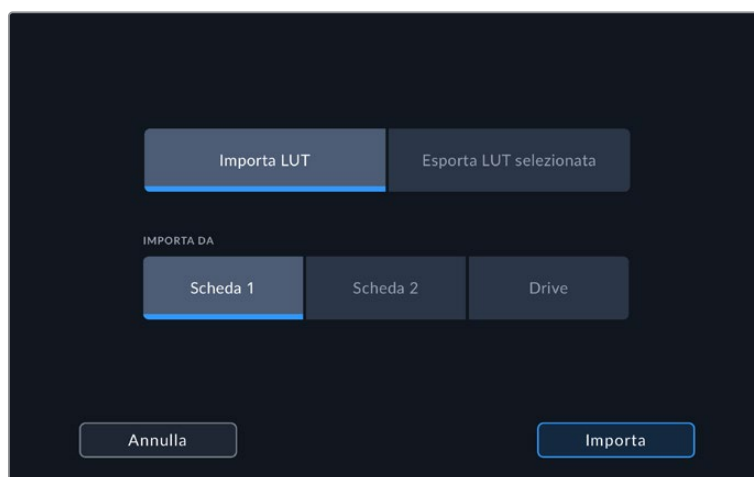 Importa LUT Esporta LUT selezionata
IMPORTA DA
Scheda 1 Scheda 2 Drive
Annulla Importa